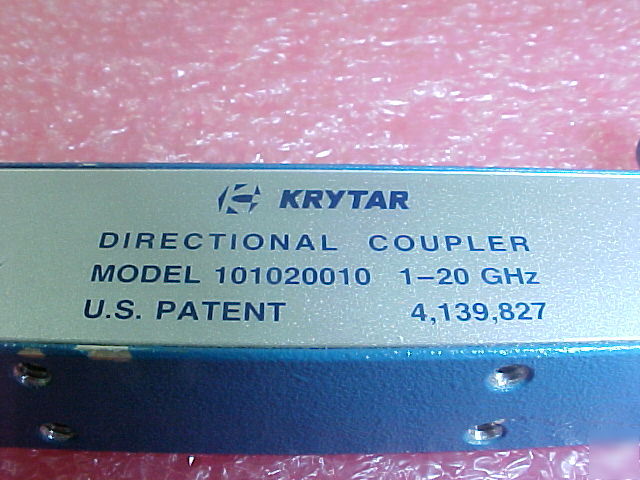 KRYTAR
DIRECTIONAL COUPLER
MODEL 101020010 1–20 GHz
U.S. PATENT 4,139,827